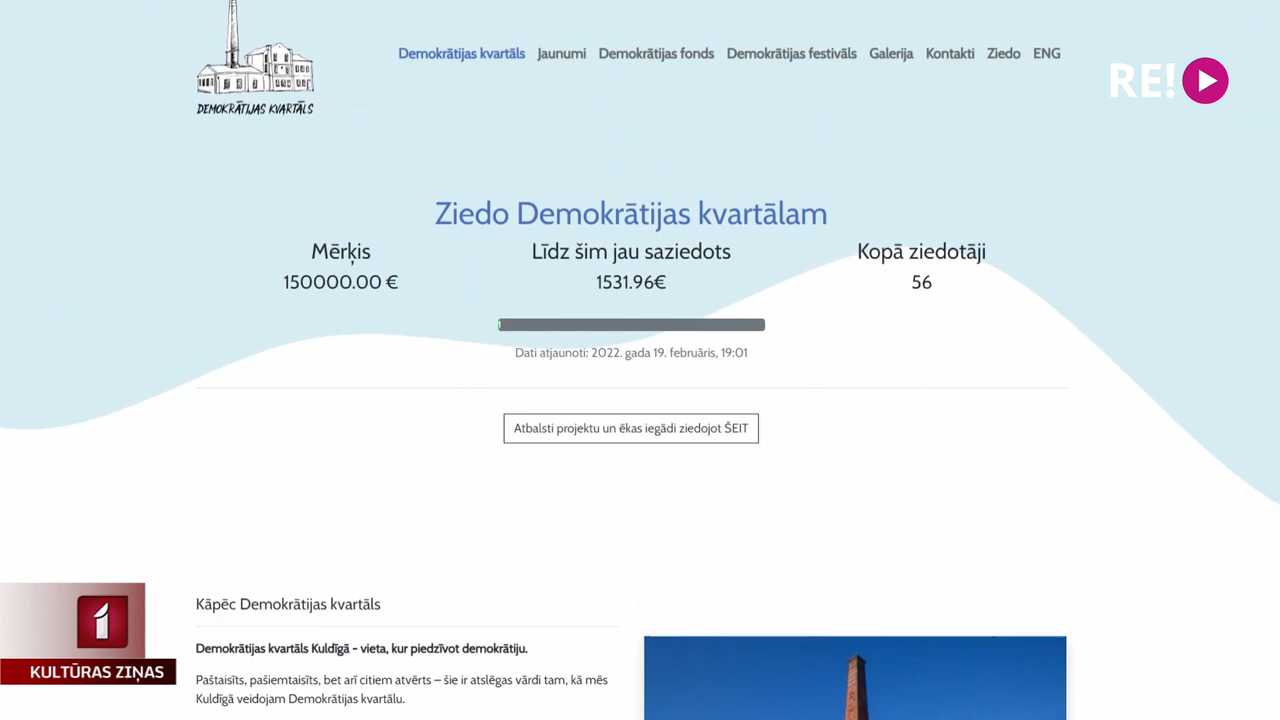 DEMOKRĀTIJAS KVARTĀLS
Demokrātijas kvartāls Jaunumi Demokrātijas fonds Demokrātijas festivāls Galerija Kontakti Ziedo ENG
RE!
Ziedo Demokrātijas kvartālam
Mērķis Līdz šim jau saziedots Kopā ziedotāji
150000.00 € 1531.96€ 56
Dati atjaunoti: 2022. gada 19. februāris, 19:01
Atbalsti projektu un ēkas iegādi ziedojot ŠEIT
Kāpēc Demokrātijas kvartāls
1
KULTŪRAS ZIŅAS
Demokrātijas kvartāls Kuldīgā - vieta, kur piedzīvot demokrātiju.
Paštaisīts, pašiemtaisīts, bet arī citiem atvērts – šie ir atslēgas vārdi tam, kā mēs
Kuldīgā veidojam Demokrātijas kvartālu.